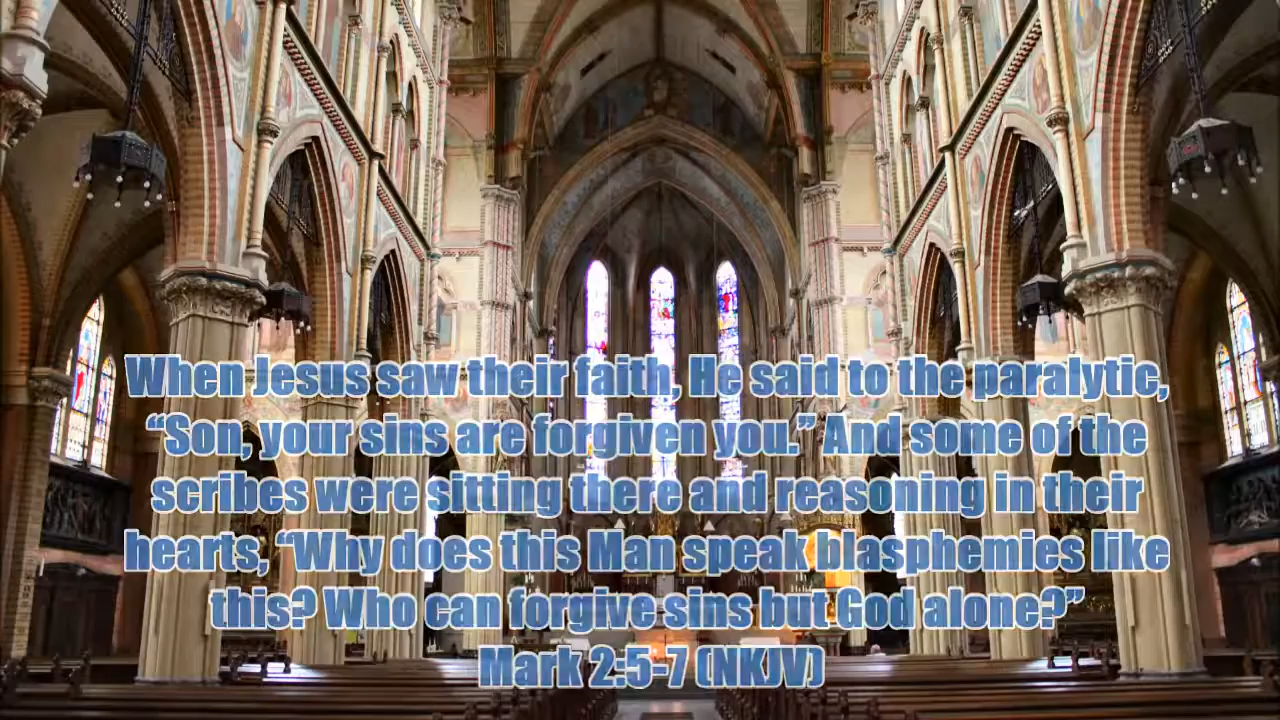 When Jesus saw their faith, He said to the paralytic,
“Son, your sins are forgiven you.” And some of the
scribes were sitting there and reasoning in their
hearts, “Why does this Man speak blasphemies like
this? Who can forgive sins but God alone?”
Mark 2:5-7 (NKJV)